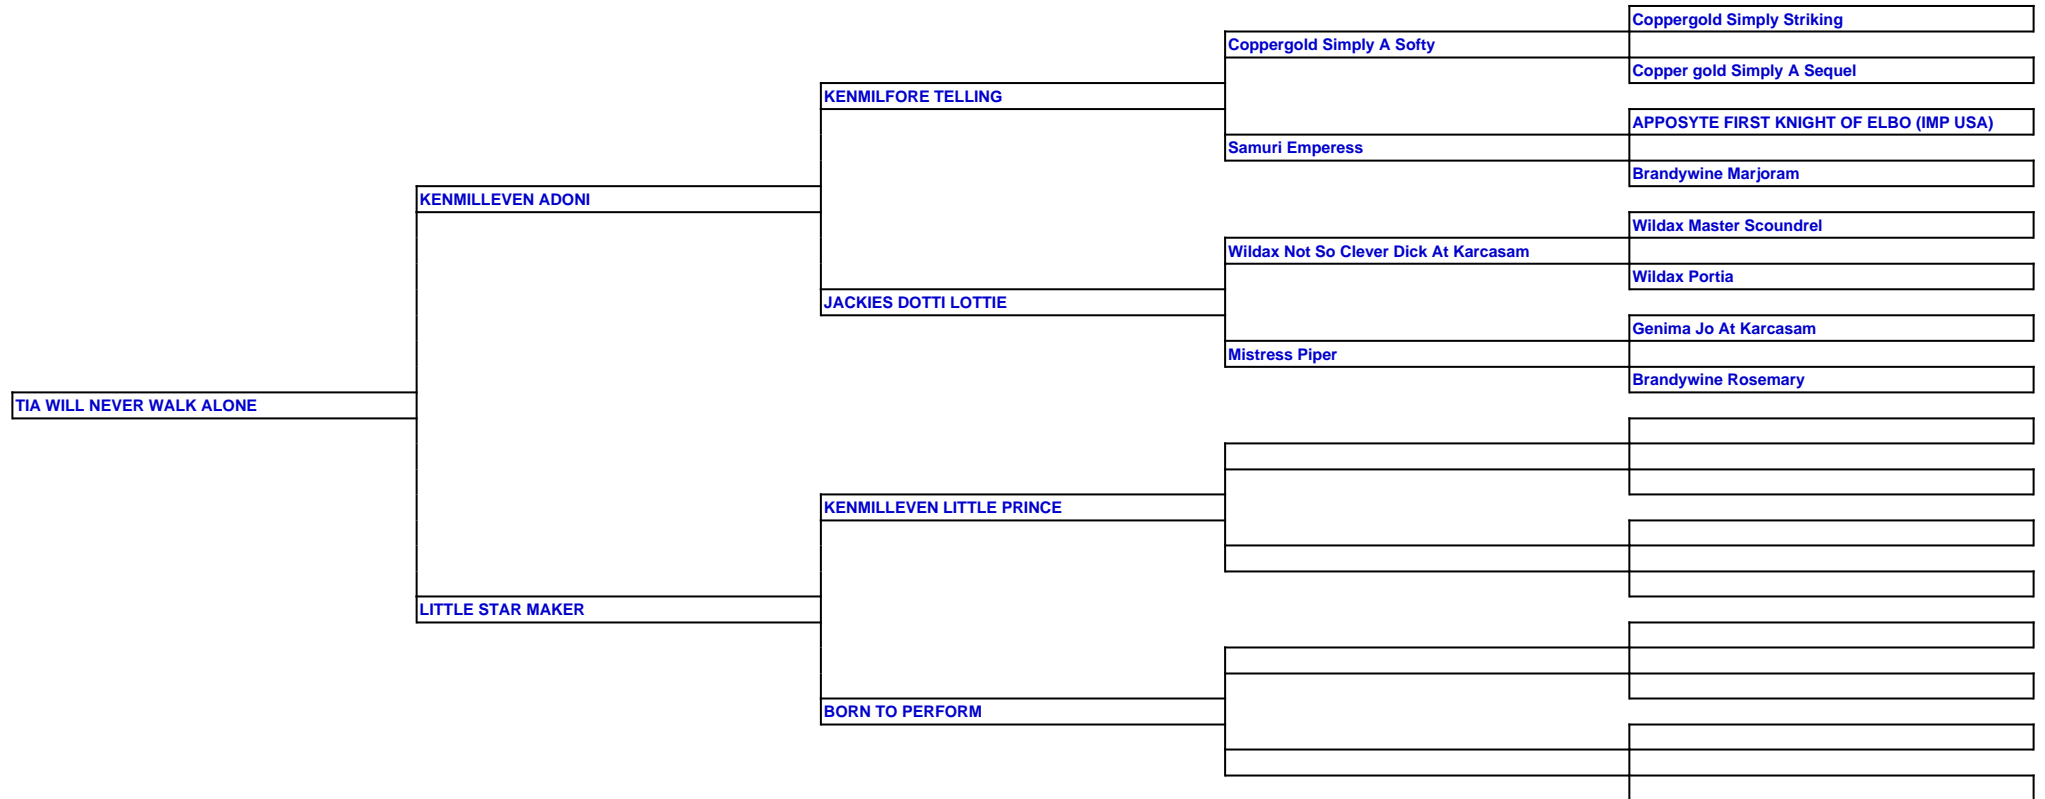 Coppergold Simply Striking
Coppergold Simply A Softy
Copper gold Simply A Sequel
KENMILFORE TELLING
APPOSYTE FIRST KNIGHT OF ELBO (IMP USA)
Samuri Emperess
Brandywine Marjoram
KENMILLEVEN ADONI
Wildax Master Scoundrel
Wildax Not So Clever Dick At Karcasam
Wildax Portia
JACKIES DOTTI LOTTIE
Genima Jo At Karcasam
Mistress Piper
Brandywine Rosemary
TIA WILL NEVER WALK ALONE
KENMILLEVEN LITTLE PRINCE
LITTLE STAR MAKER
BORN TO PERFORM